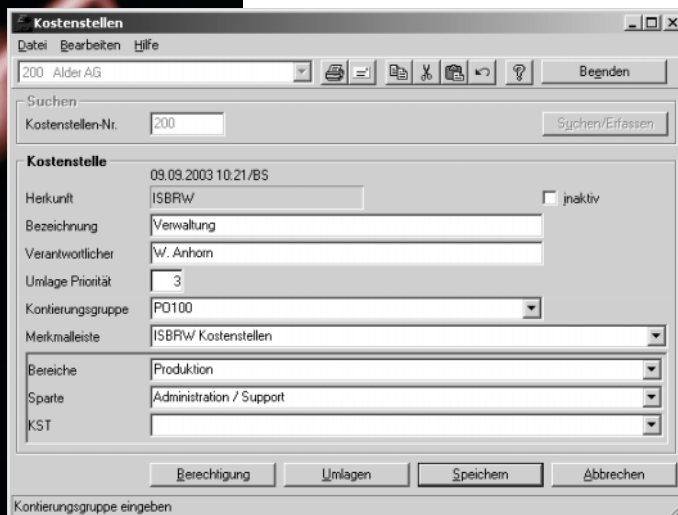 Kostenstellen
Datei Bearbeiten Hilfe
200 Alder AG Beenden
Suchen
Kostenstellen-Nr. 200 Suchen/Erfassen
Kostenstelle
09.09.2003 10:21/BS
Herkunft ISBRW inaktiv
Bezeichnung Verwaltung
Verantwortlicher W. Anhorn
Umlage Priorität 3
Kontierungsgruppe PO100
Merkmalleiste ISBRW Kostenstellen
Bereiche Produktion
Sparte Administration / Support
KST
Berechtigung Umlagen Speichern Abbrechen
Kontierungsgruppe eingeben